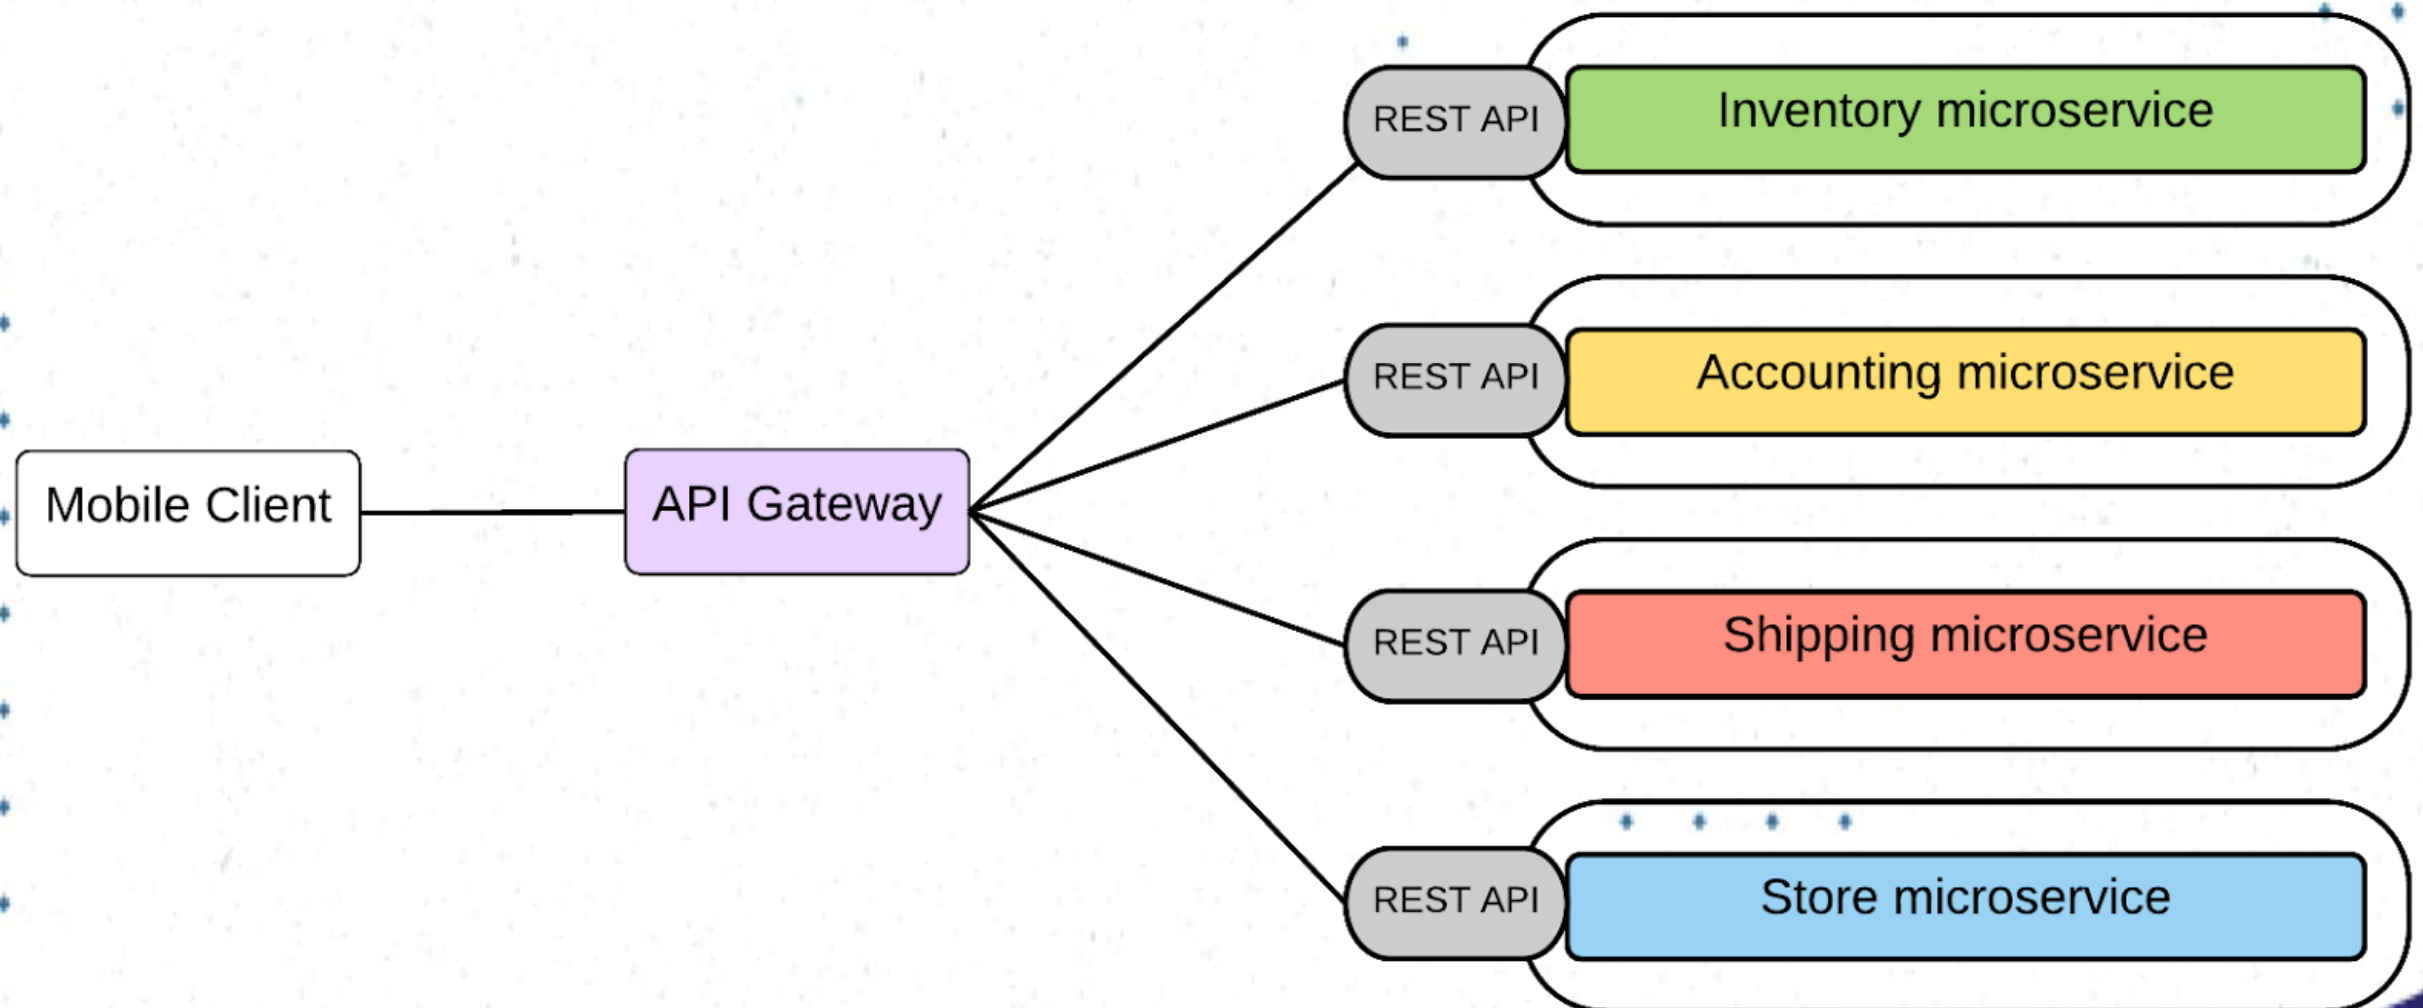 REST API
Inventory microservice
REST API
Accounting microservice
Mobile Client
API Gateway
REST API
Shipping microservice
REST API
Store microservice